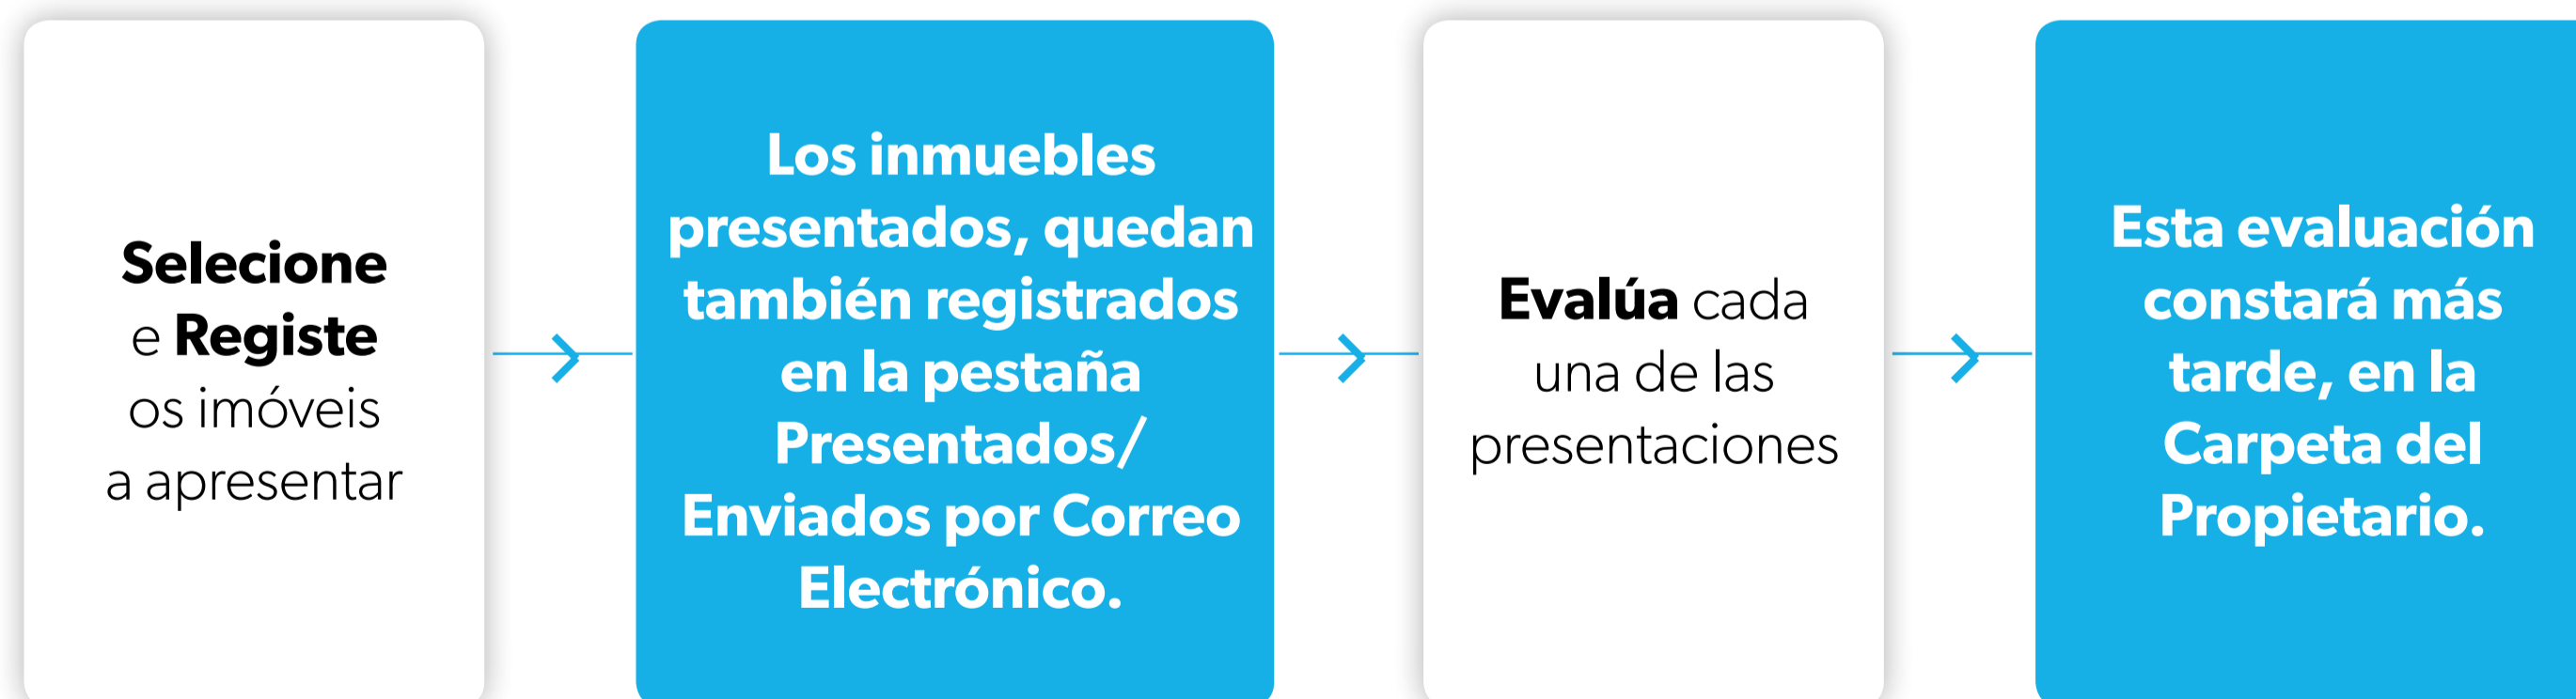 Selecione
e Registe
os imóveis
a apresentar
Los inmuebles
presentados, quedan
también registrados
en la pestaña
Presentados/
Enviados por Correo
Electrónico.
Evalúa cada
una de las
presentaciones
Esta evaluación
constará más
tarde, en la
Carpeta del
Propietario.